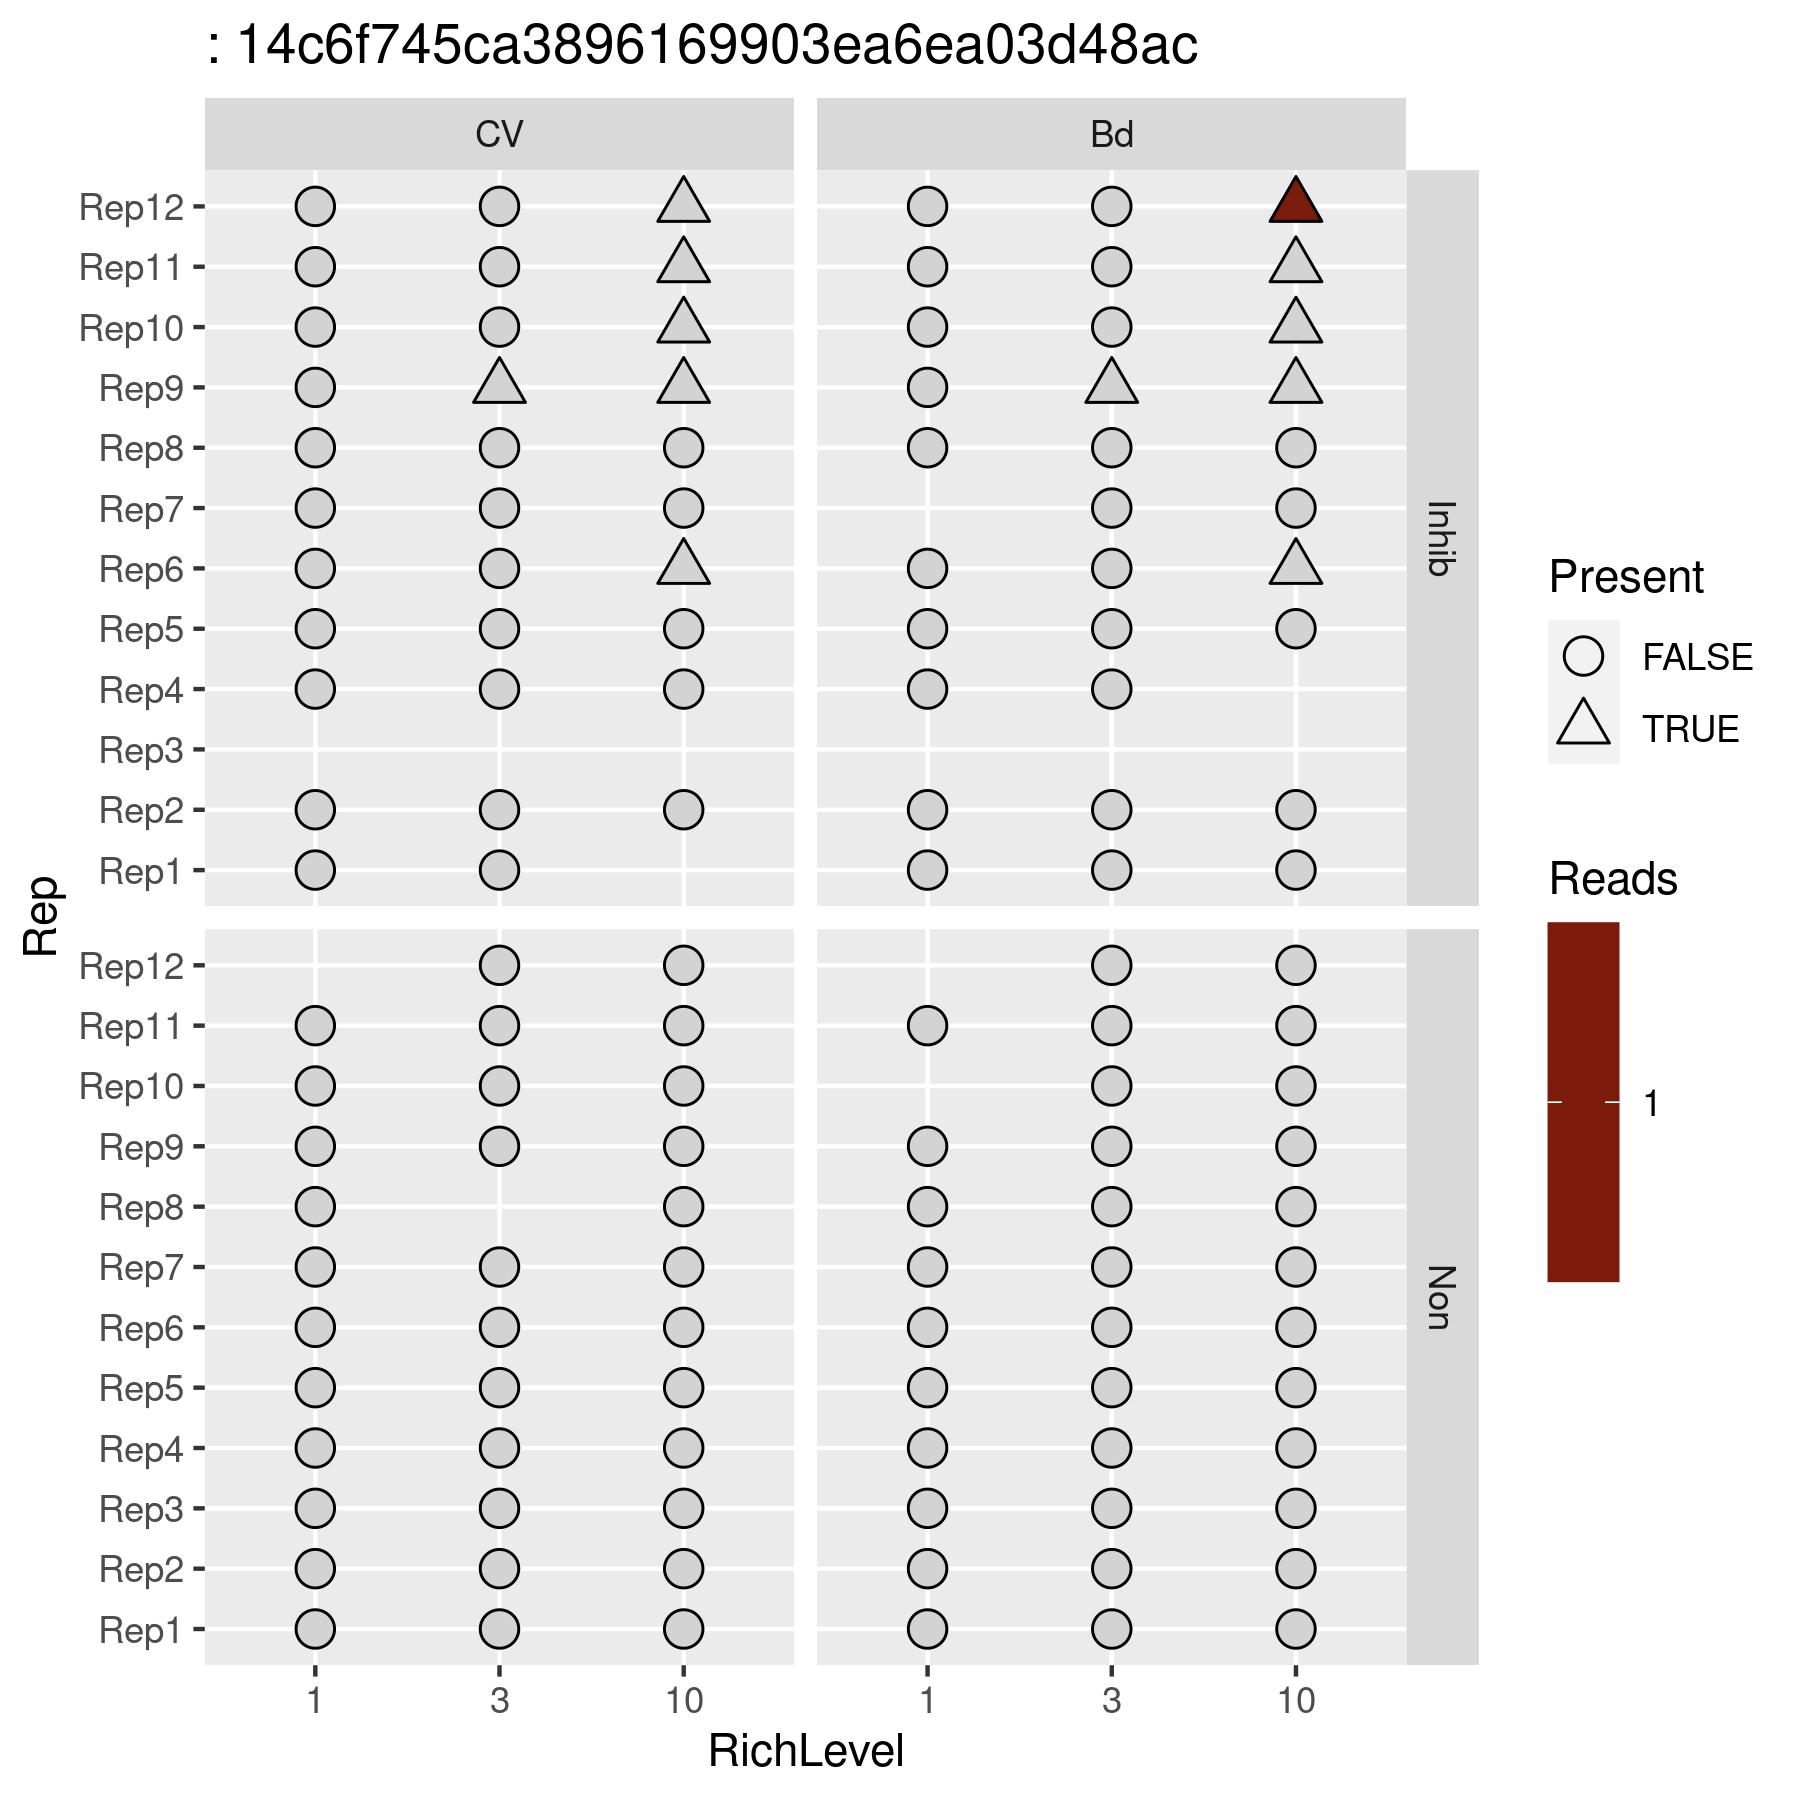 : 14c6f745ca3896169903ea6ea03d48ac
CV
Bd
Rep12
Rep11
Rep10
Rep9
Rep8
Rep7
Rep6
Rep5
Rep4
Rep3
Rep2
Rep1
Inhib
Rep12
Rep11
Rep10
Rep9
Rep8
Rep7
Rep6
Rep5
Rep4
Rep3
Rep2
Rep1
Non
Rep
1 3 10
1 3 10
RichLevel
Present
FALSE
TRUE
Reads
1